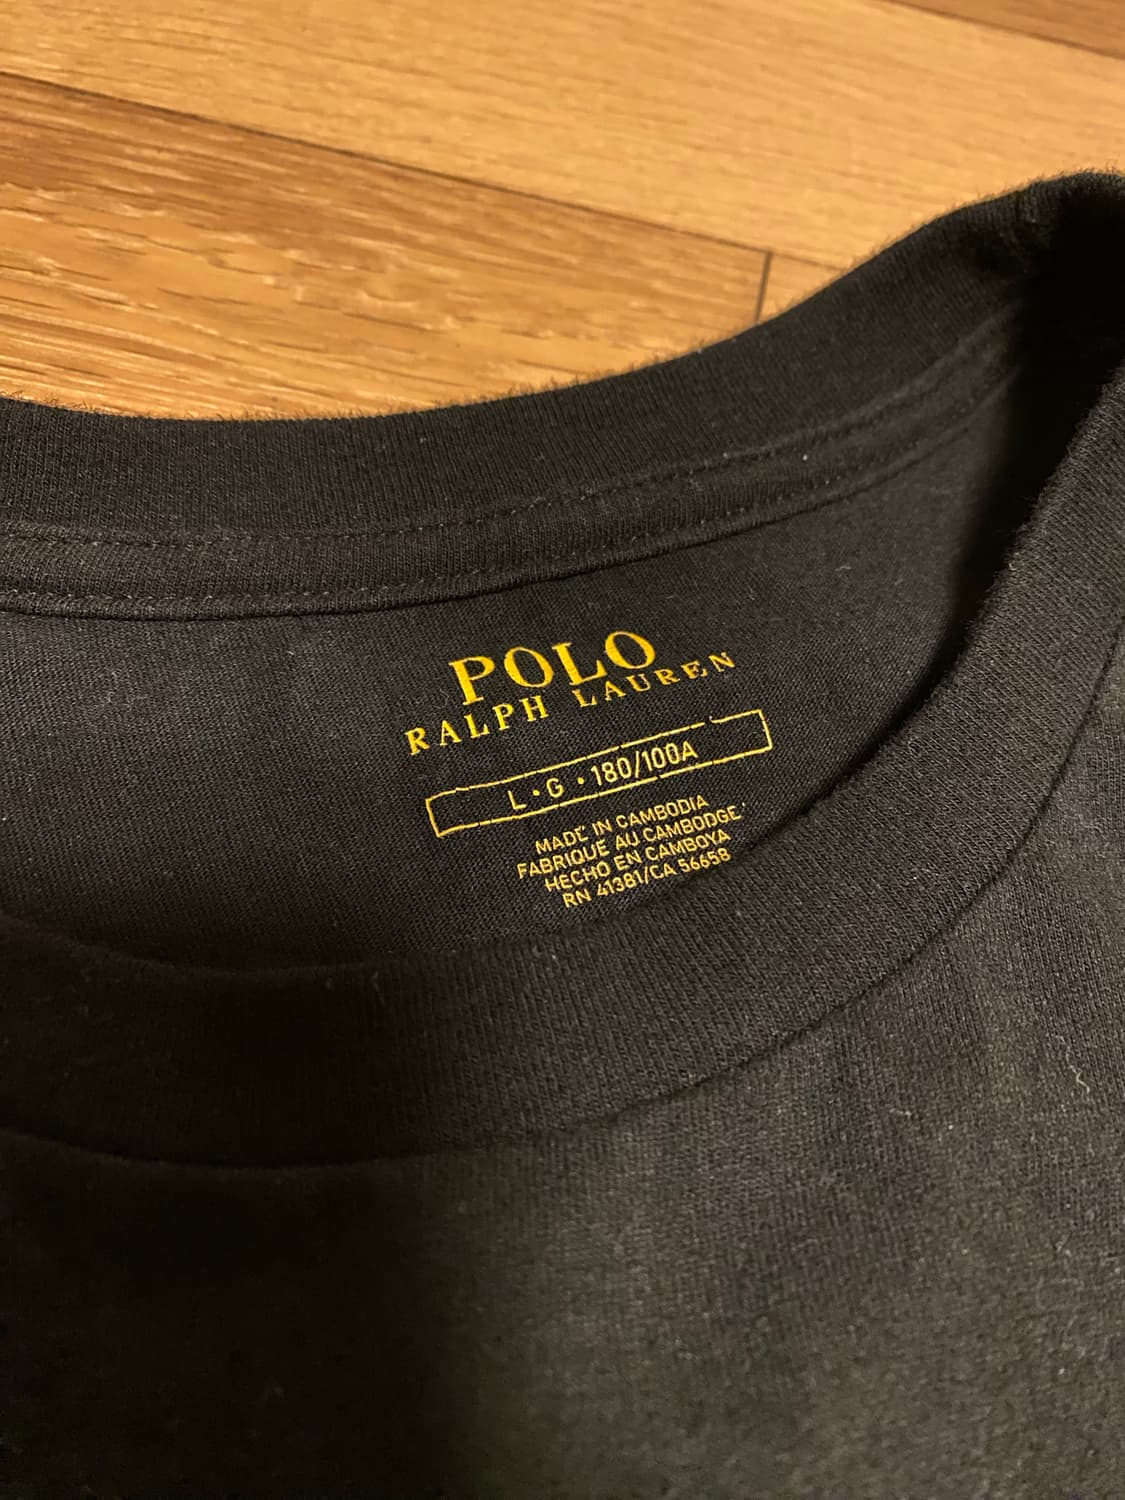 POLO
RALPH LAUREN
L • G • 180/100A
MADE IN CAMBODIA
FABRIQUE AU CAMBODGE
HECHO EN CAMBOYA
RN 41381/CA 56658